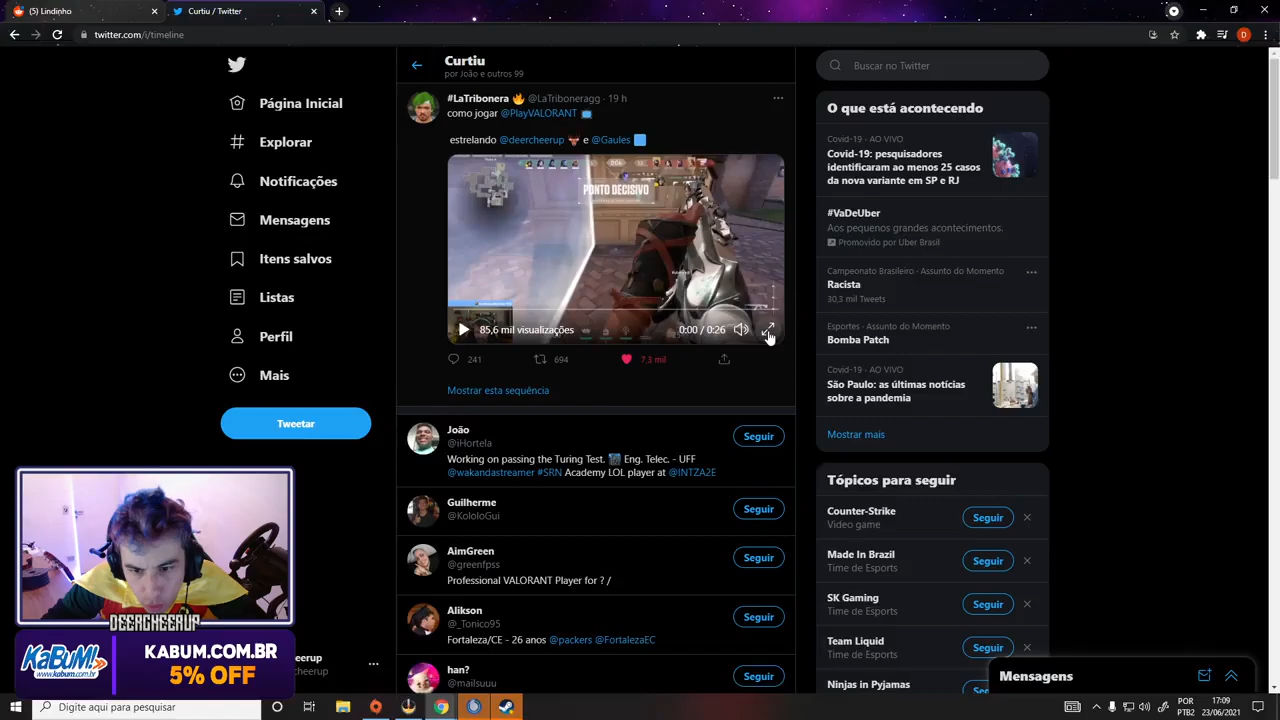 (5) Lindinho
Curtiu / Twitter
twitter.com/i/timeline
D
Página Inicial
Explorar
Notificações
Mensagens
Itens salvos
Listas
Perfil
Mais
Tweetar
Curtiu
por João e outros 99
#LaTribonera 🔥 @LaTriboneragg · 19 h
como jogar @PlayVALORANT
estrelando @deercheerup e @Gaules
PONTO DECISIVO
85,6 mil visualizações
0:00 / 0:26
241
694
7,3 mil
Mostrar esta sequência
João
@iHortela
Seguir
Working on passing the Turing Test. Eng. Telec. - UFF
@wakandastreamer #SRN Academy LOL player at @INTZA2E
Guilherme
@KololoGui
Seguir
AimGreen
@greenfpss
Seguir
Professional VALORANT Player for ? /
Alikson
@_Tonico95
Seguir
Fortaleza/CE - 26 anos @packers @FortalezaEC
han?
@mailsuuu
Seguir
Buscar no Twitter
O que está acontecendo
Covid-19 · AO VIVO
Covid-19: pesquisadores
identificaram ao menos 25 casos
da nova variante em SP e RJ
#VaDeUber
Aos pequenos grandes acontecimentos.
Promovido por Uber Brasil
Campeonato Brasileiro · Assunto do Momento
Racista
30,3 mil Tweets
Esportes · Assunto do Momento
Bomba Patch
Covid-19 · AO VIVO
São Paulo: as últimas notícias
sobre a pandemia
Mostrar mais
Tópicos para seguir
Counter-Strike
Video game
Seguir
Made In Brazil
Time de Esports
Seguir
SK Gaming
Time de Esports
Seguir
Team Liquid
Time de Esports
Seguir
Ninjas in Pyjamas
Mensagens
DEERCHEERUP
KaBuM!
www.kabum.com.br
KABUM.COM.BR
5% OFF
eerup
cheerup
Digite aqui para pesquisar
POR
PTB2
17:09
23/06/2021